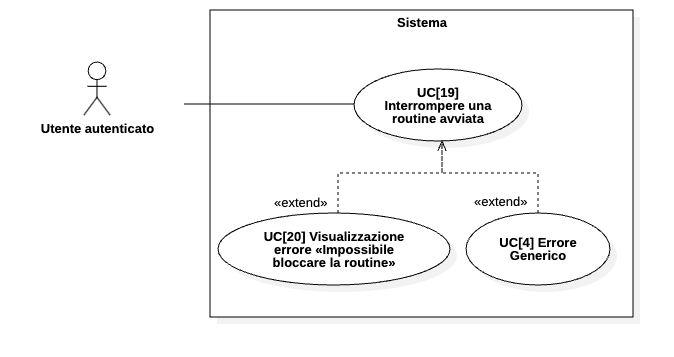 Sistema
UC[19]
Interrompere una
routine avviata
Utente autenticato
«extend»
«extend»
UC[20] Visualizzazione
errore «Impossibile
bloccare la routine»
UC[4] Errore
Generico